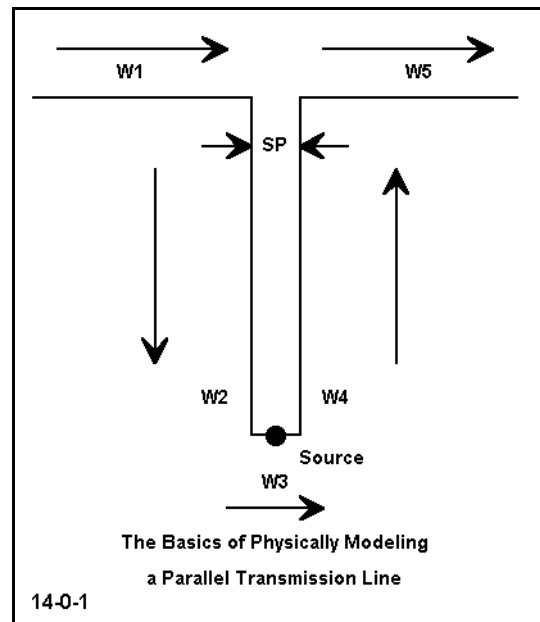 W1
W5
SP
W2
W4
Source
W3
The Basics of Physically Modeling
a Parallel Transmission Line
14-0-1